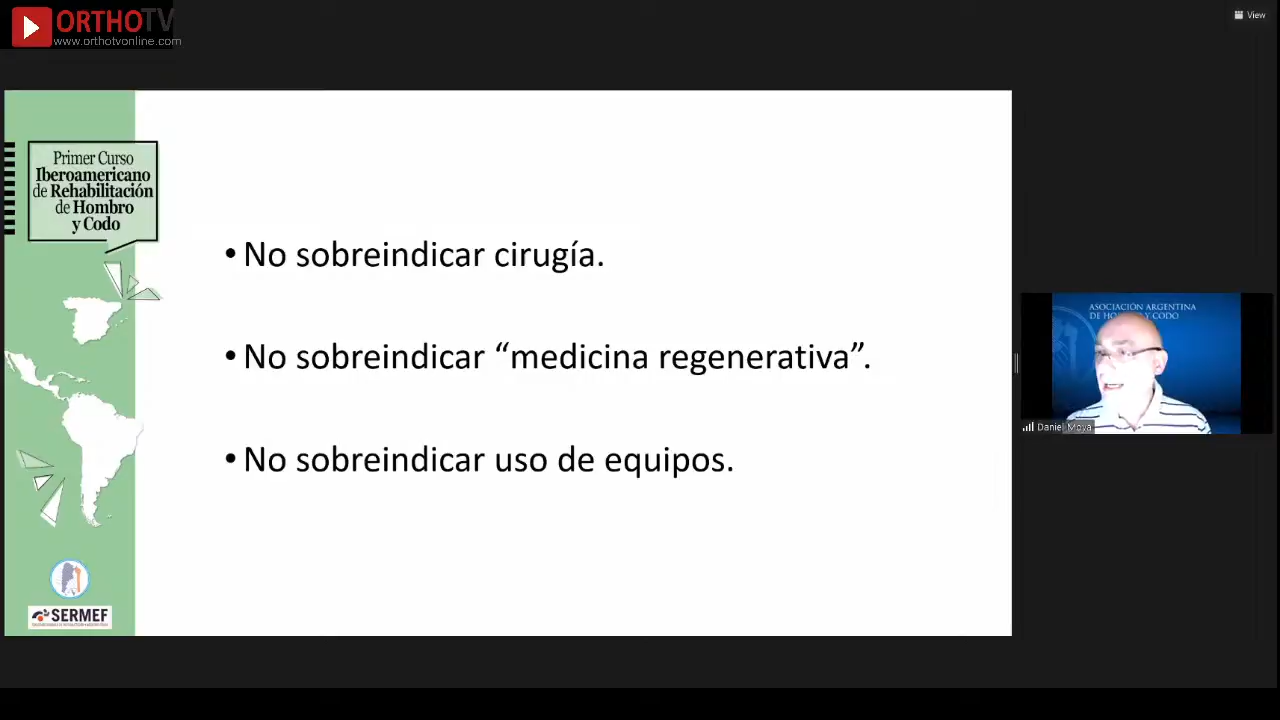 ORTHOTV
www.orthotvonline.com
View
Primer Curso
Iberoamericano
de Rehabilitación
de Hombro
y Codo
• No sobreindicar cirugía.
• No sobreindicar “medicina regenerativa”.
• No sobreindicar uso de equipos.
ASOCIACIÓN ARGENTINA
DE HOMBRO Y CODO
Daniel Moya
SERMEF